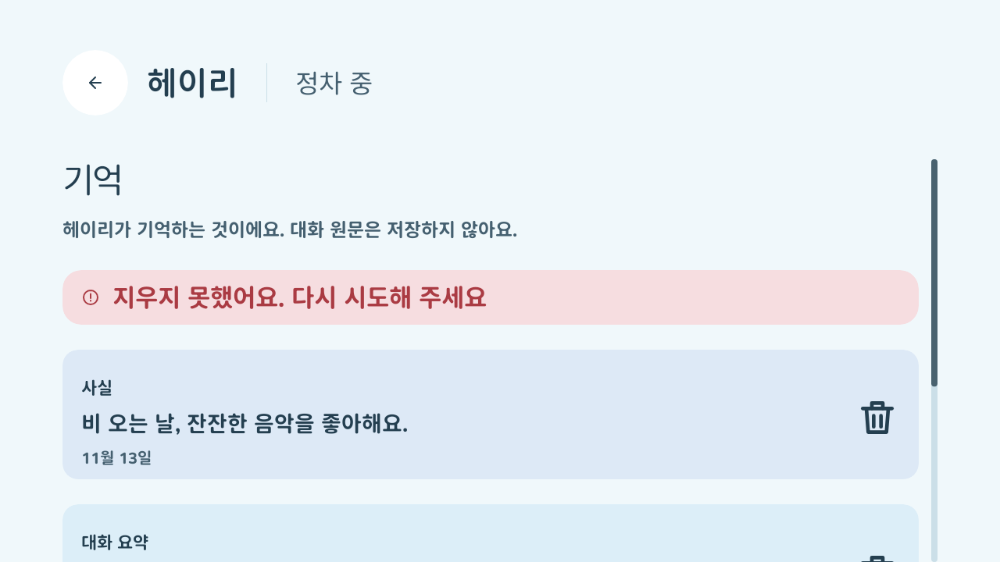 헤이리
정차 중
기억
헤이리가 기억하는 것이에요. 대화 원문은 저장하지 않아요.
지우지 못했어요. 다시 시도해 주세요
사실
비 오는 날, 잔잔한 음악을 좋아해요.
11월 13일
대화 요약